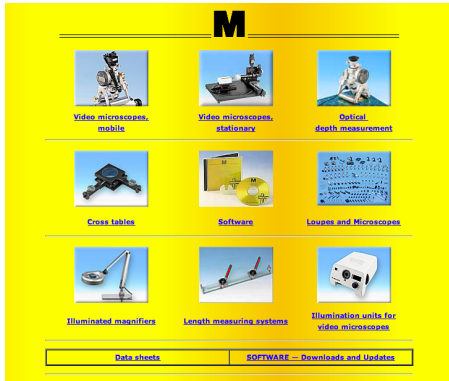 M
Video microscopes,
mobile
Video microscopes,
stationary
Optical
depth measurement
Cross tables
Software
Loupes and Microscopes
Illuminated magnifiers
Length measuring systems
Illumination units for
video microscopes
Data sheets
SOFTWARE — Downloads and Updates